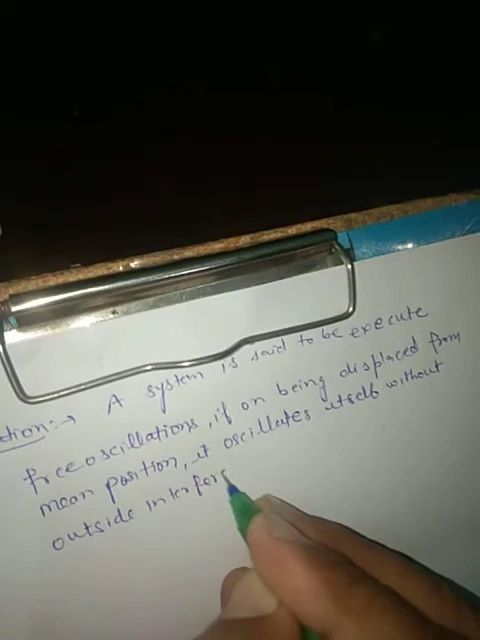 tion:→ A system is said to be execute
free oscillations, if on being displaced from
mean position, it oscillates itself without
outside interfer